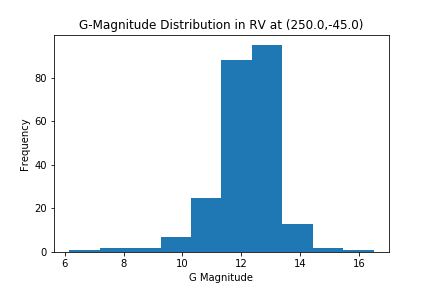 G-Magnitude Distribution in RV at (250.0,-45.0)
80
60
40
20
0
Frequency
6 8 10 12 14 16
G Magnitude